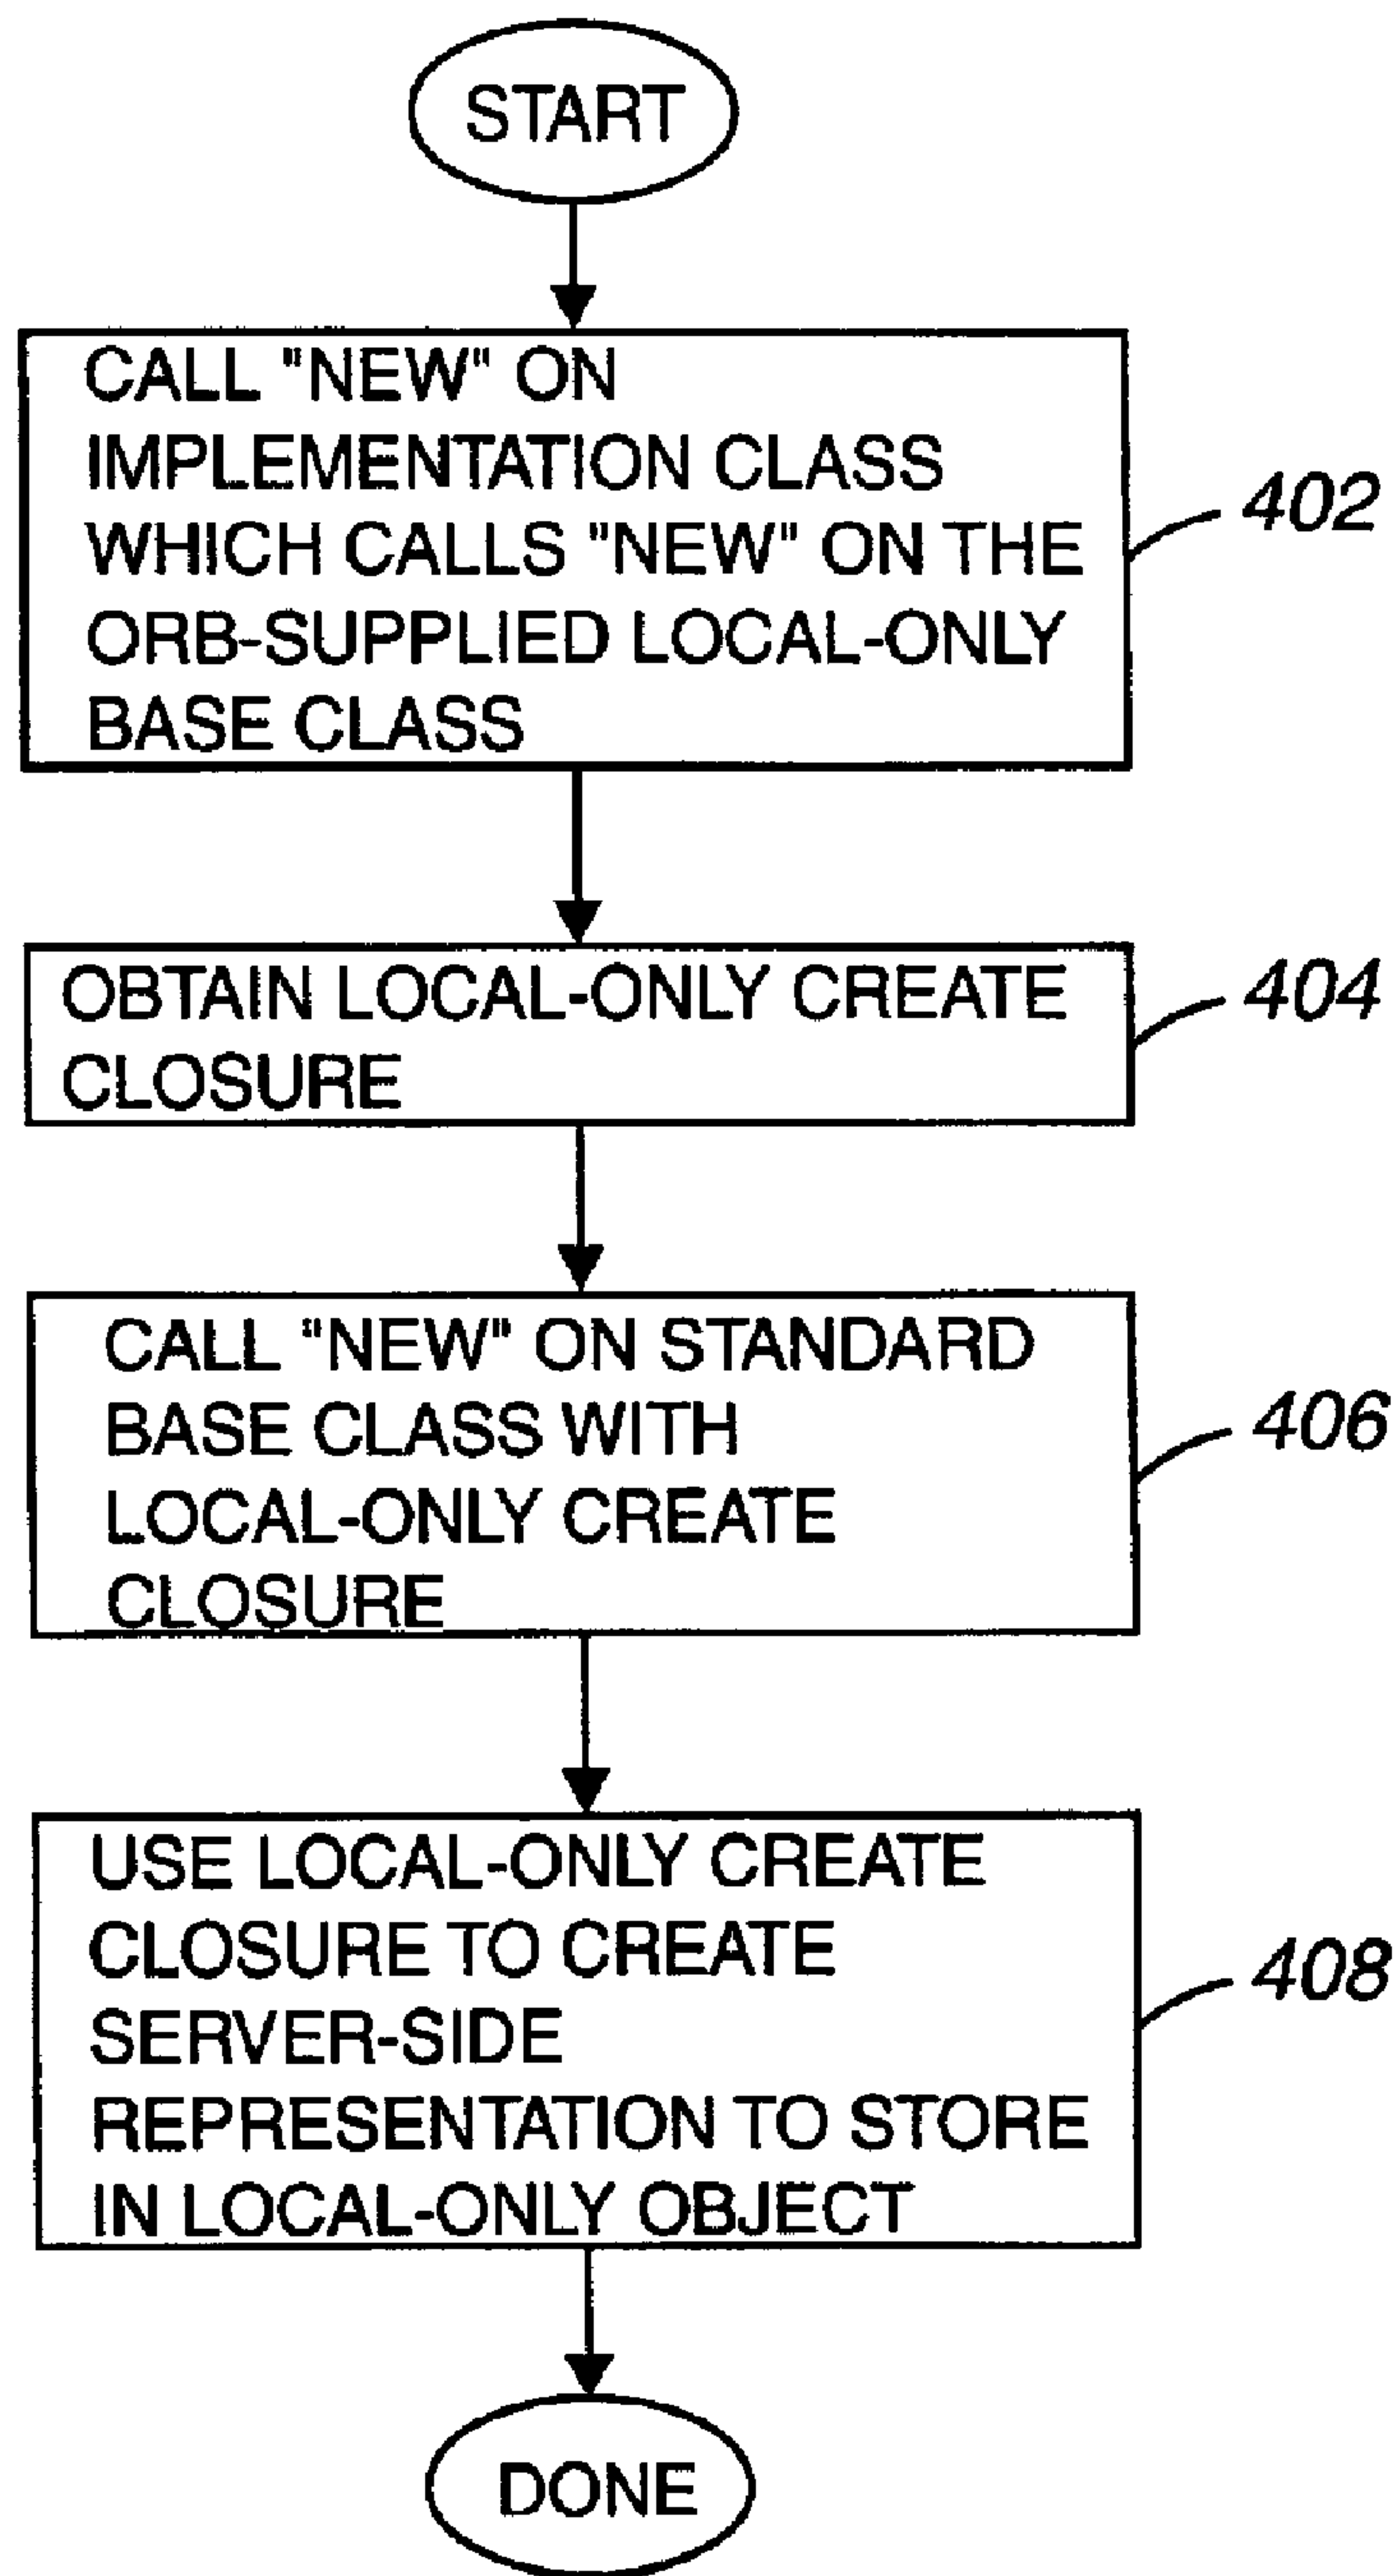 START
CALL "NEW" ON
IMPLEMENTATION CLASS
WHICH CALLS "NEW" ON THE
ORB-SUPPLIED LOCAL-ONLY
BASE CLASS
402
OBTAIN LOCAL-ONLY CREATE
CLOSURE
404
CALL "NEW" ON STANDARD
BASE CLASS WITH
LOCAL-ONLY CREATE
CLOSURE
406
USE LOCAL-ONLY CREATE
CLOSURE TO CREATE
SERVER-SIDE
REPRESENTATION TO STORE
IN LOCAL-ONLY OBJECT
408
DONE